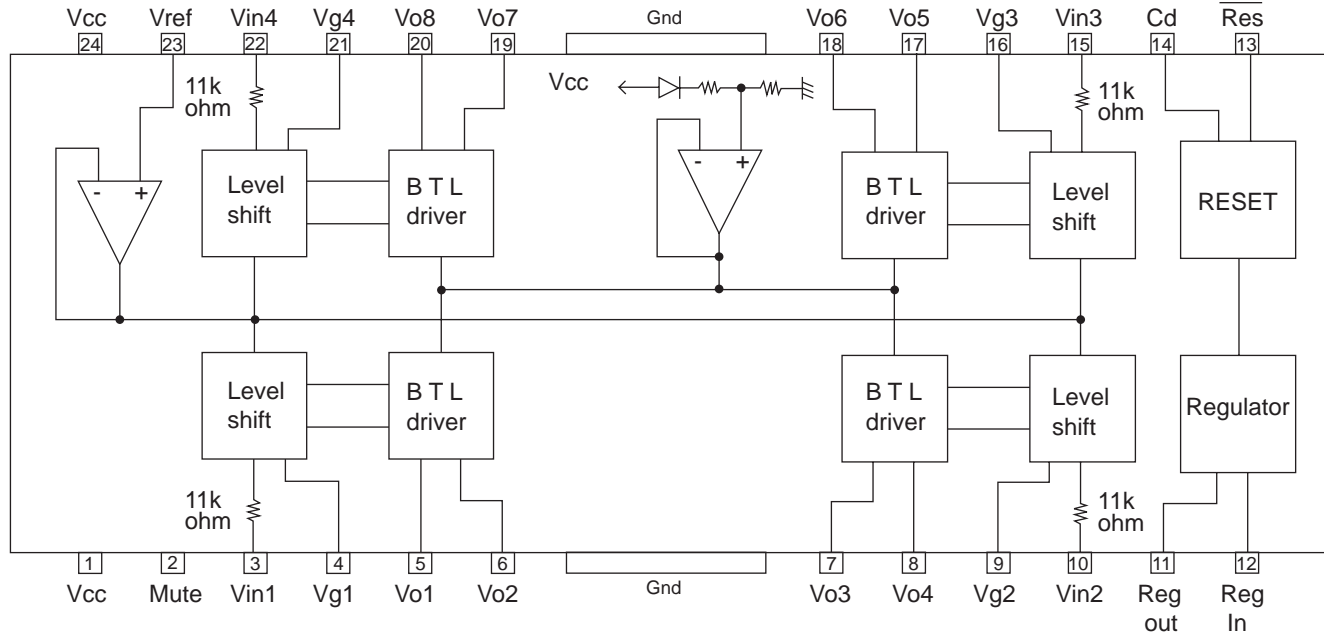 Vcc Vref Vin4 Vg4 Vo8 Vo7 Gnd Vo6 Vo5 Vg3 Vin3 Cd Res
24 23 22 21 20 19 18 17 16 15 14 13
11k
ohm
Vcc
11k
ohm
- +
Level
shift
B T L
driver
- +
B T L
driver
Level
shift
RESET
Level
shift
B T L
driver
B T L
driver
Level
shift
Regulator
11k
ohm
11k
ohm
1 2 3 4 5 6 7 8 9 10 11 12
Vcc Mute Vin1 Vg1 Vo1 Vo2 Gnd Vo3 Vo4 Vg2 Vin2 Reg
out
Reg
In